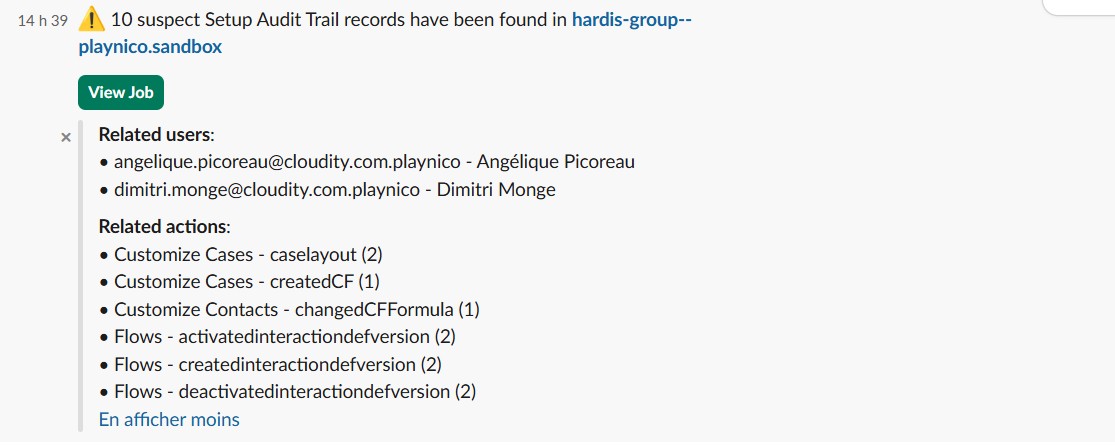 14 h 39 ⚠️ 10 suspect Setup Audit Trail records have been found in hardis-group--
playnico.sandbox
View Job
× Related users:
• angelique.picoreau@cloudity.com.playnico - Angélique Picoreau
• dimitri.monge@cloudity.com.playnico - Dimitri Monge
Related actions:
• Customize Cases - caselayout (2)
• Customize Cases - createdCF (1)
• Customize Contacts - changedCFFormula (1)
• Flows - activatedinteractiondefversion (2)
• Flows - createdinteractiondefversion (2)
• Flows - deactivatedinteractiondefversion (2)
En afficher moins